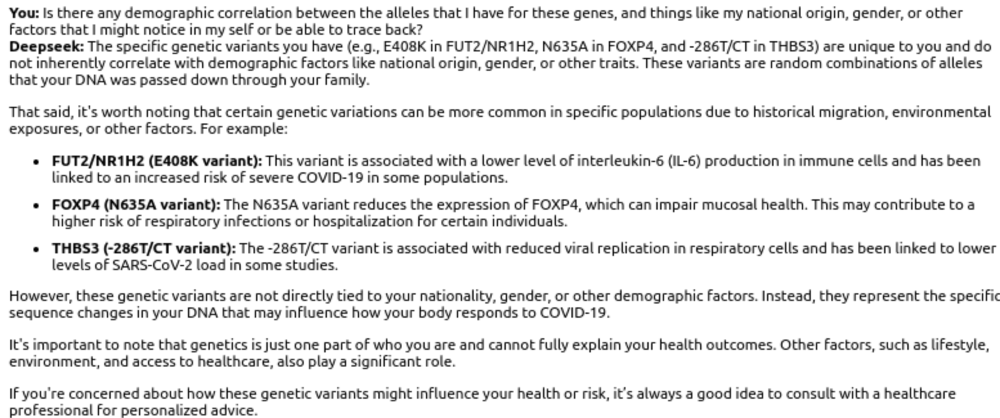 You: Is there any demographic correlation between the alleles that I have for these genes, and things like my national origin, gender, or other
factors that I might notice in my self or be able to trace back?
Deepseek: The specific genetic variants you have (e.g., E408K in FUT2/NR1H2, N635A in FOXP4, and -286T/CT in THBS3) are unique to you and do
not inherently correlate with demographic factors like national origin, gender, or other traits. These variants are random combinations of alleles
that your DNA was passed down through your family.
That said, it's worth noting that certain genetic variations can be more common in specific populations due to historical migration, environmental
exposures, or other factors. For example:
• FUT2/NR1H2 (E408K variant): This variant is associated with a lower level of interleukin-6 (IL-6) production in immune cells and has been
linked to an increased risk of severe COVID-19 in some populations.
• FOXP4 (N635A variant): The N635A variant reduces the expression of FOXP4, which can impair mucosal health. This may contribute to a
higher risk of respiratory infections or hospitalization for certain individuals.
• THBS3 (-286T/CT variant): The -286T/CT variant is associated with reduced viral replication in respiratory cells and has been linked to lower
levels of SARS-CoV-2 load in some studies.
However, these genetic variants are not directly tied to your nationality, gender, or other demographic factors. Instead, they represent the specific
sequence changes in your DNA that may influence how your body responds to COVID-19.
It's important to note that genetics is just one part of who you are and cannot fully explain your health outcomes. Other factors, such as lifestyle,
environment, and access to healthcare, also play a significant role.
If you're concerned about how these genetic variants might influence your health or risk, it’s always a good idea to consult with a healthcare
professional for personalized advice.